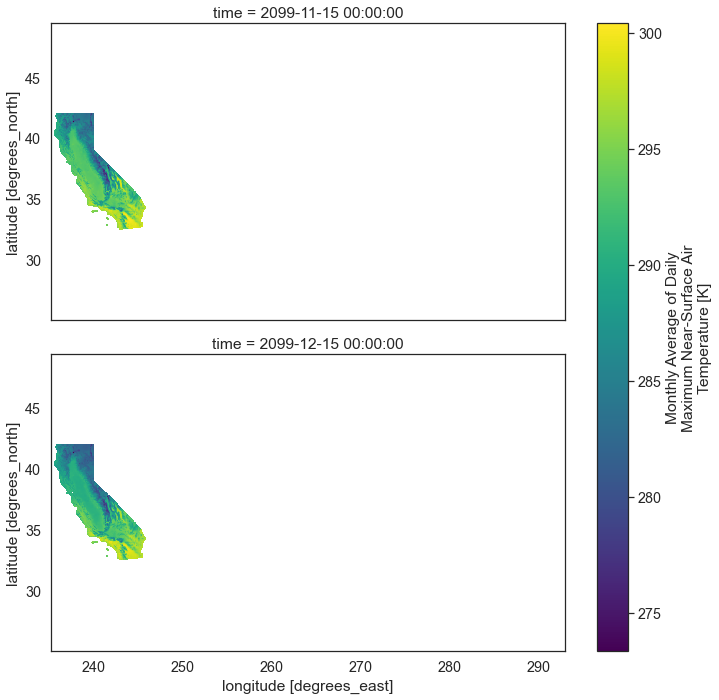 time = 2099-11-15 00:00:00
45
40
35
30
latitude [degrees_north]
time = 2099-12-15 00:00:00
45
40
35
30
latitude [degrees_north]
240
250
260
270
280
290
longitude [degrees_east]
300
295
290
285
280
275
Monthly Average of Daily
Maximum Near-Surface Air
Temperature [K]